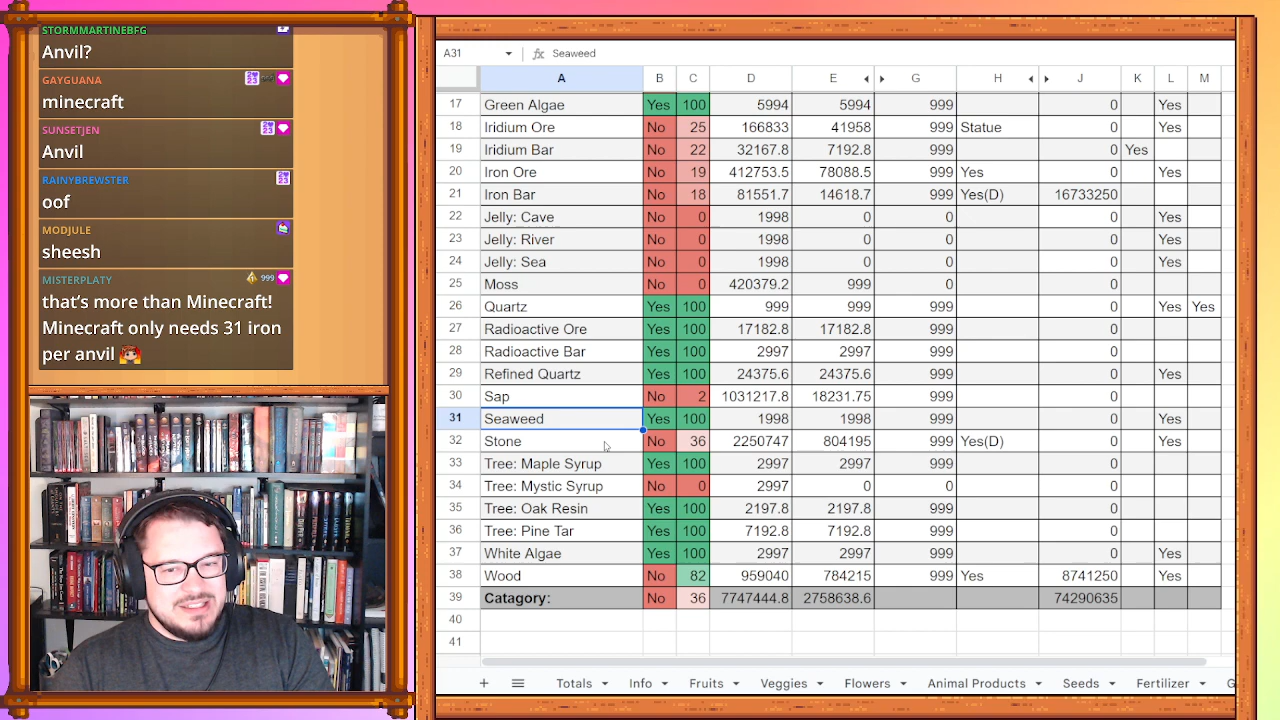 STORMMARTINEBFG
Anvil?
GAYGUANA
minecraft
SUNSETJEN
Anvil
RAINYBREWSTER
oof
MODJULE
sheesh
MISTERPLATY 999
that's more than Minecraft!
Minecraft only needs 31 iron
per anvil
A31 fx Seaweed
A B C D E G H J K L M
17 Green Algae Yes 100 5994 5994 999 0 Yes
18 Iridium Ore No 25 166833 41958 999 Statue 0 Yes
19 Iridium Bar No 22 32167.8 7192.8 999 0 Yes
20 Iron Ore No 19 412753.5 78088.5 999 Yes 0 Yes
21 Iron Bar No 18 81551.7 14618.7 999 Yes(D) 16733250
22 Jelly: Cave No 0 1998 0 0 0 Yes
23 Jelly: River No 0 1998 0 0 0 Yes
24 Jelly: Sea No 0 1998 0 0 0 Yes
25 Moss No 0 420379.2 999 0 0
26 Quartz Yes 100 999 999 999 0 Yes Yes
27 Radioactive Ore Yes 100 17182.8 17182.8 999 0
28 Radioactive Bar Yes 100 2997 2997 999 0
29 Refined Quartz Yes 100 24375.6 24375.6 999 0 Yes
30 Sap No 2 1031217.8 18231.75 999 0
31 Seaweed Yes 100 1998 1998 999 0 Yes
32 Stone No 36 2250747 804195 999 Yes(D) 0 Yes
33 Tree: Maple Syrup Yes 100 2997 2997 999 0
34 Tree: Mystic Syrup No 0 2997 0 0 0
35 Tree: Oak Resin Yes 100 2197.8 2197.8 999 0
36 Tree: Pine Tar Yes 100 7192.8 7192.8 999 0
37 White Algae Yes 100 2997 2997 999 0 Yes
38 Wood No 82 959040 784215 999 Yes 8741250 Yes
39 Catagory: No 36 7747444.8 2758638.6 74290635
40
41
+ Totals Info Fruits Veggies Flowers Animal Products Seeds Fertilizer